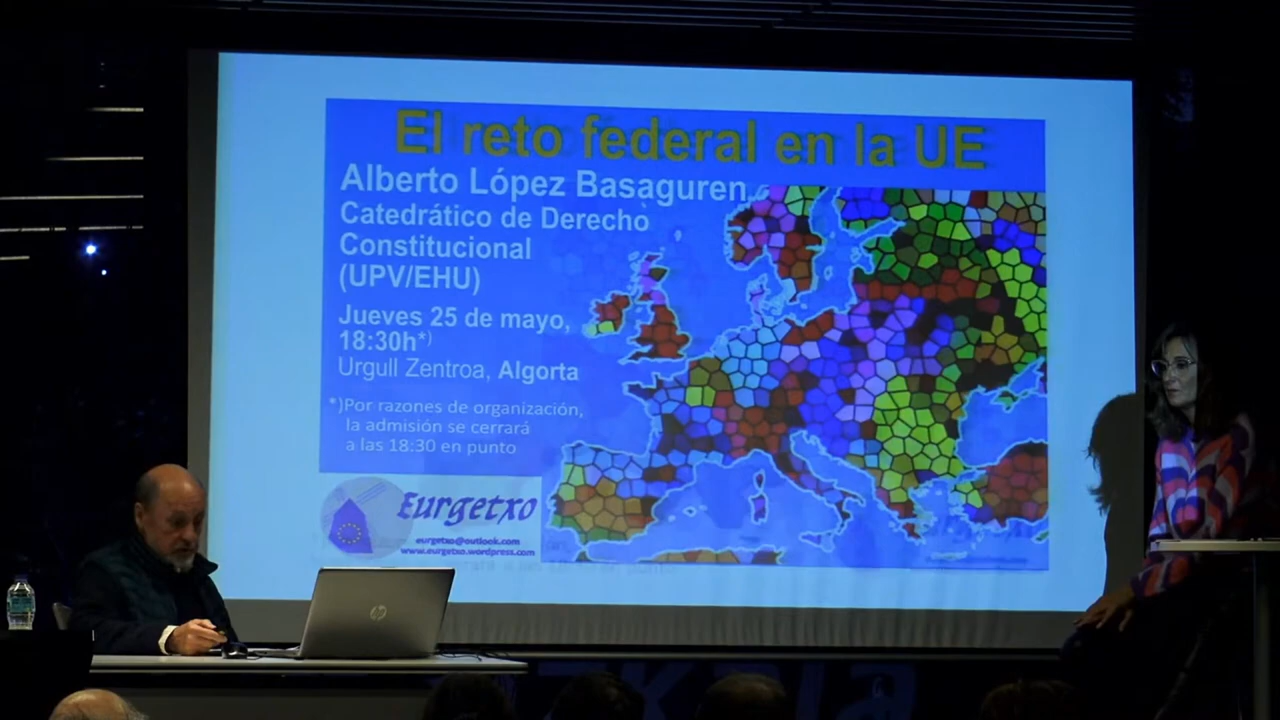 El reto federal en la UE
Alberto López Basaguren
Catedrático de Derecho
Constitucional
(UPV/EHU)
Jueves 25 de mayo,
18:30h*)
Urgull Zentroa, Algorta
*)Por razones de organización,
la admisión se cerrará
a las 18:30 en punto
Eurgetxo
eurgetxo@outlook.com
www.eurgetxo.wordpress.com
hp